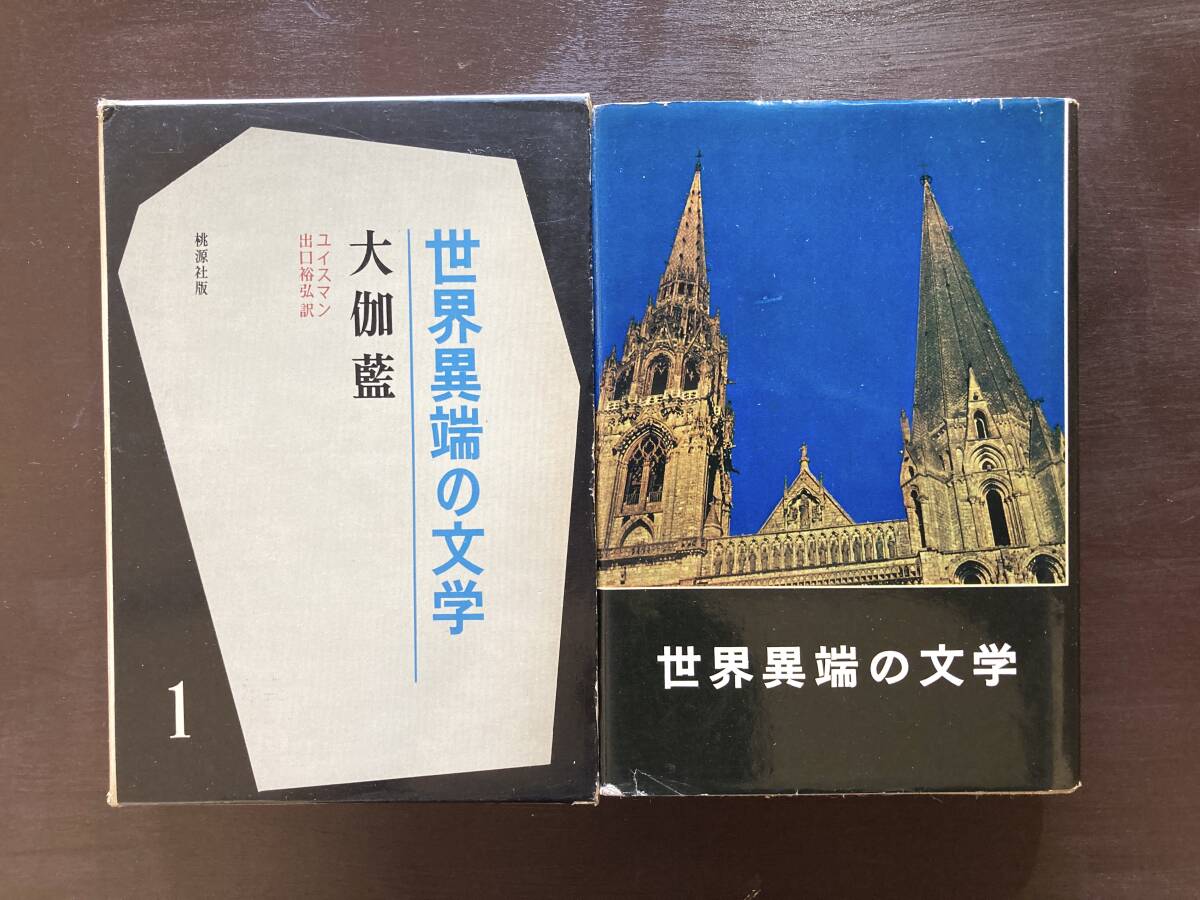 世界異端の文学
大伽藍
ユイスマン
出口裕弘訳
桃源社版
1
世界異端の文学